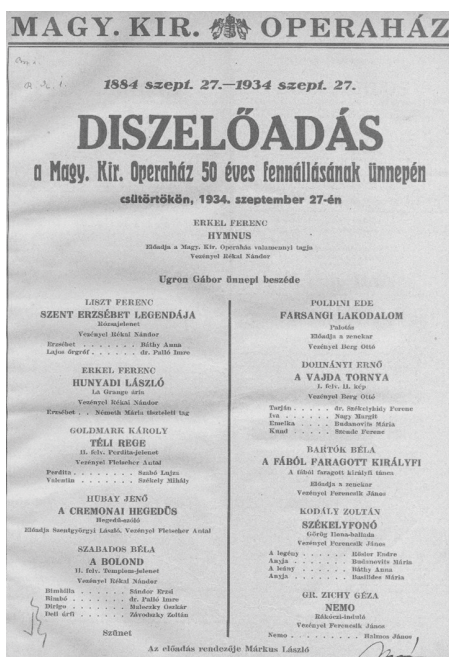 MAGY. KIR. OPERAHÁZ
1884 szept. 27.—1934 szept. 27.
DISZELŐADÁS
a Magy. Kir. Operaház 50 éves fennállásának ünnepén
csütörtökön, 1934. szeptember 27-én
ERKEL FERENC
HYMNUS
Előadja a Magy. Kir. Operaház valamennyi tagja
Vezényel Rékai Nándor
Ugron Gábor ünnepi beszéde
LISZT FERENC
SZENT ERZSÉBET LEGENDÁJA
Rózsajelenet
Vezényel Rékai Nándor
Erzsébet . . . . . . . Báthy Anna
Lajos őrgróf . . . . . . dr. Palló Imre
ERKEL FERENC
HUNYADI LÁSZLÓ
La Grange ária
Vezényel Rékai Nándor
Erzsébet . . Németh Mária tiszteletl tag
GOLDMARK KÁROLY
TÉLI REGE
II. felv. Perdita-jelenet
Vezényel Fleischer Antal
Perdita . . . . . . . . Szabó Lujza
Valentin . . . . . . . Székely Mihály
HUBAY JENŐ
A CREMONAI HEGEDŰS
Hegedű-szóló
Előadja Szentgyörgyi László. Vezényel Fleischer Antal
SZABADOS BÉLA
A BOLOND
II. felv. Templom-jelenet
Vezényel Rékai Nándor
Bimbilla . . . . . . . Sándor Erzsi
Bimbó . . . . . . . . dr. Palló Imre
Dirigo . . . . . . . . Maleczky Oszkár
Deli úrfi . . . . . . . Závodszky Zoltán
Szünet
POLDINI EDE
FARSANGI LAKODALOM
Palotás
Előadja a zenekar
Vezényel Berg Ottó
DOHNÁNYI ERNŐ
A VAJDA TORNYA
I. felv. II. kép
Vezényel Berg Ottó
Tarján . . . . . dr. Székelyhidy Ferenc
Iva . . . . . . . Nagy Margit
Emelka . . . . . Budanovits Mária
Kund . . . . . . Szende Ferenc
BARTÓK BÉLA
A FÁBÓL FARAGOTT KIRÁLYFI
A fából faragott királyfi tánca
Előadja a zenekar
Vezényel Ferencsik János
KODÁLY ZOLTÁN
SZÉKELYFONÓ
Görög Ilona-ballada
Vezényel Ferencsik János
A legény . . . . . . . Rösler Endre
Anyja . . . . . . . . Budanovits Mária
A leány . . . . . . . Báthy Anna
Anyja . . . . . . . . Basilides Mária
GR. ZICHY GÉZA
NEMO
Rákóczi-induló
Vezényel Ferencsik János
Nemo . . . . . . . . . Halmos János
Az előadás rendezője Márkus László